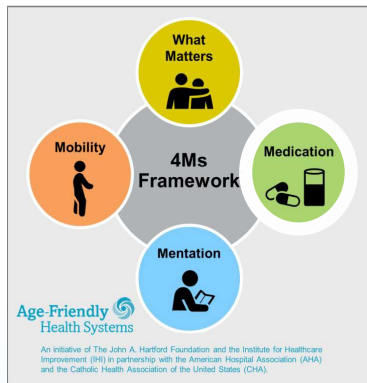 What
Matters
Mobility
4Ms
Framework
Medication
Mentation
Age-Friendly
Health Systems
An initiative of The John A. Hartford Foundation and the Institute for Healthcare
Improvement (IHI) in partnership with the American Hospital Association (AHA)
and the Catholic Health Association of the United States (CHA).